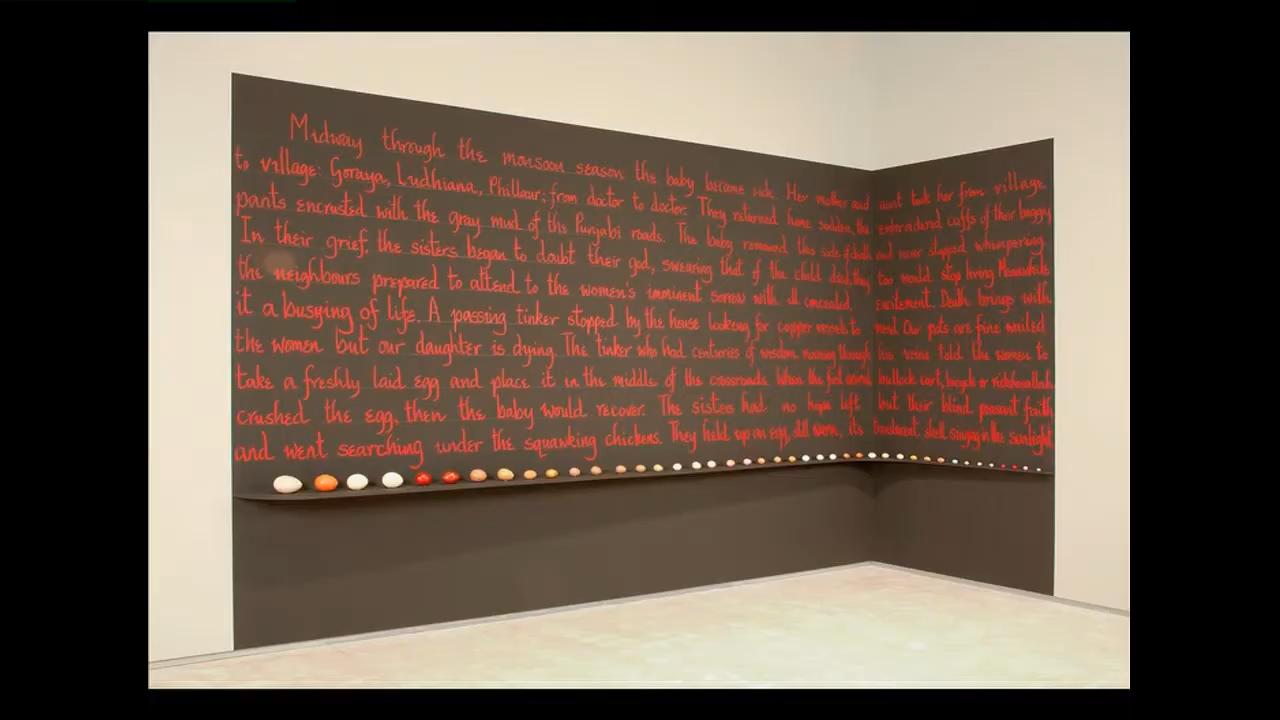 Midway through the monsoon season the baby became sick. Her mother and aunt took her from village
to village: Goraya, Ludhiana, Phillaur; from doctor to doctor. They returned home sodden, the embroidered cuffs of their baggy
pants encrusted with the gray mud of the Punjabi roads. The baby remained this side of death and never stopped whimpering.
In their grief, the sisters began to doubt their god, swearing that if the child died, they too would stop living. Meanwhile
the neighbours prepared to attend to the women's imminent sorrow with ill concealed, excitement. Death brings with
it a busying of life. A passing tinker stopped by the house looking for copper vessels to mend. Our pots are fine wailed
the women but our daughter is dying. The tinker who had centuries of wisdom running through his veins told the women to
take a freshly laid egg and place it in the middle of the crossroads. When the first bullock cart, bicycle or rickshaw
crushed the egg, then the baby would recover. The sisters had no hope left but their blind peasant faith
and went searching under the squawking chickens. They held up an egg, still warm, its translucent shell singing in the sunlight.